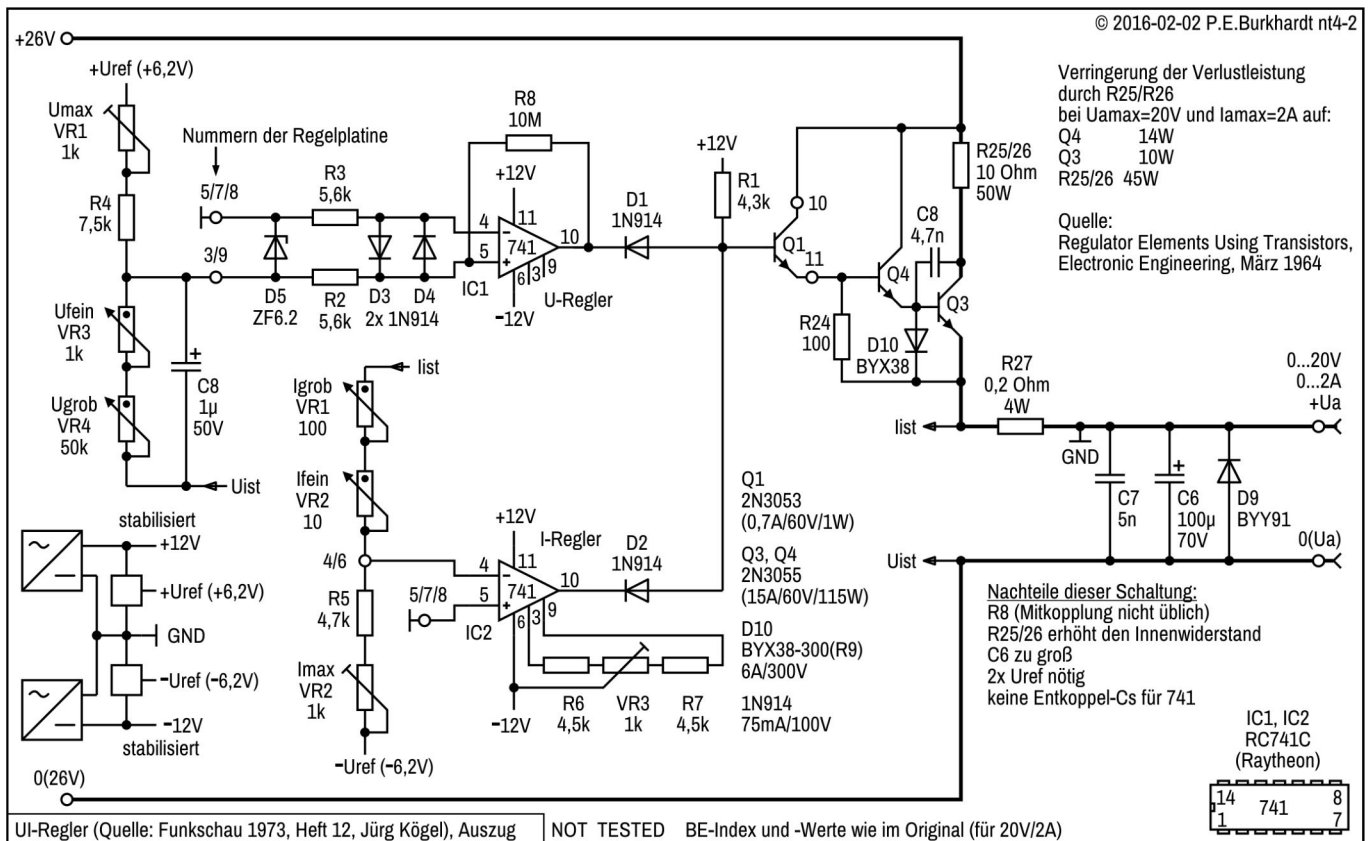 © 2016-02-02 P.E.Burkhardt nt4-2
+26V
+Uref (+6,2V)
Umax
VR1
1k
Nummern der Regelplatine
5/7/8
R4
7,5k
3/9
R3
5,6k
R8
10M
+12V
11
4
5
741
10
6
3
9
IC1
U-Regler
−12V
D5
ZF6.2
R2
5,6k
D3
D4
2x 1N914
D1
1N914
+12V
R1
4,3k
10
Q1
11
Q4
C8
4,7n
Q3
R25/26
10 Ohm
50W
R24
100
D10
BYX38
Verringerung der Verlustleistung
durch R25/R26
bei Uamax=20V und Iamax=2A auf:
Q4 14W
Q3 10W
R25/26 45W
Quelle:
Regulator Elements Using Transistors,
Electronic Engineering, März 1964
Ufein
VR3
1k
Ugrob
VR4
50k
C8
1µ
50V
Uist
Iist
Igrob
VR1
100
Ifein
VR2
10
4/6
R5
4,7k
Imax
VR2
1k
−Uref (−6,2V)
+12V
I-Regler
11
4
5
741
10
6
3
9
IC2
5/7/8
−12V
D2
1N914
R6
4,5k
VR3
1k
R7
4,5k
Q1
2N3053
(0,7A/60V/1W)
Q3, Q4
2N3055
(15A/60V/115W)
D10
BYX38-300(R9)
6A/300V
1N914
75mA/100V
R27
0,2 Ohm
4W
Iist
GND
0...20V
0...2A
+Ua
C7
5n
C6
100µ
70V
D9
BYY91
Uist
0(Ua)
Nachteile dieser Schaltung:
R8 (Mitkopplung nicht üblich)
R25/26 erhöht den Innenwiderstand
C6 zu groß
2x Uref nötig
keine Entkoppel-Cs für 741
IC1, IC2
RC741C
(Raytheon)
14
8
741
1
7
stabilisiert
+12V
+Uref (+6,2V)
GND
−Uref (−6,2V)
−12V
stabilisiert
0(26V)
UI-Regler (Quelle: Funkschau 1973, Heft 12, Jürg Kögel), Auszug
NOT TESTED BE-Index und -Werte wie im Original (für 20V/2A)